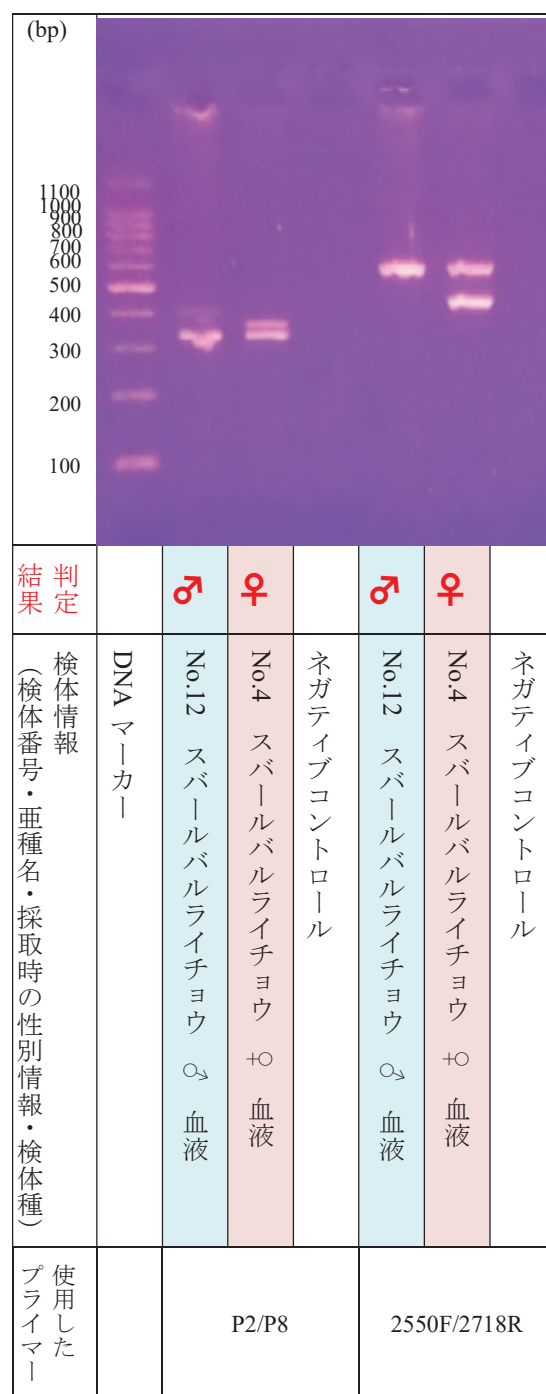 (bp)
1100
1000
900
800
700
600
500
400
300
200
100
判定
結果
♂
♀
♂
♀
検体情報
(検体番号・亜種名・採取時の性別情報・検体種)
DNA マーカー
No.12 スバールバルライチョウ ♂ 血液
No.4 スバールバルライチョウ ♀ 血液
ネガティブコントロール
No.12 スバールバルライチョウ ♂ 血液
No.4 スバールバルライチョウ ♀ 血液
ネガティブコントロール
使用した
プライマー
P2/P8
2550F/2718R